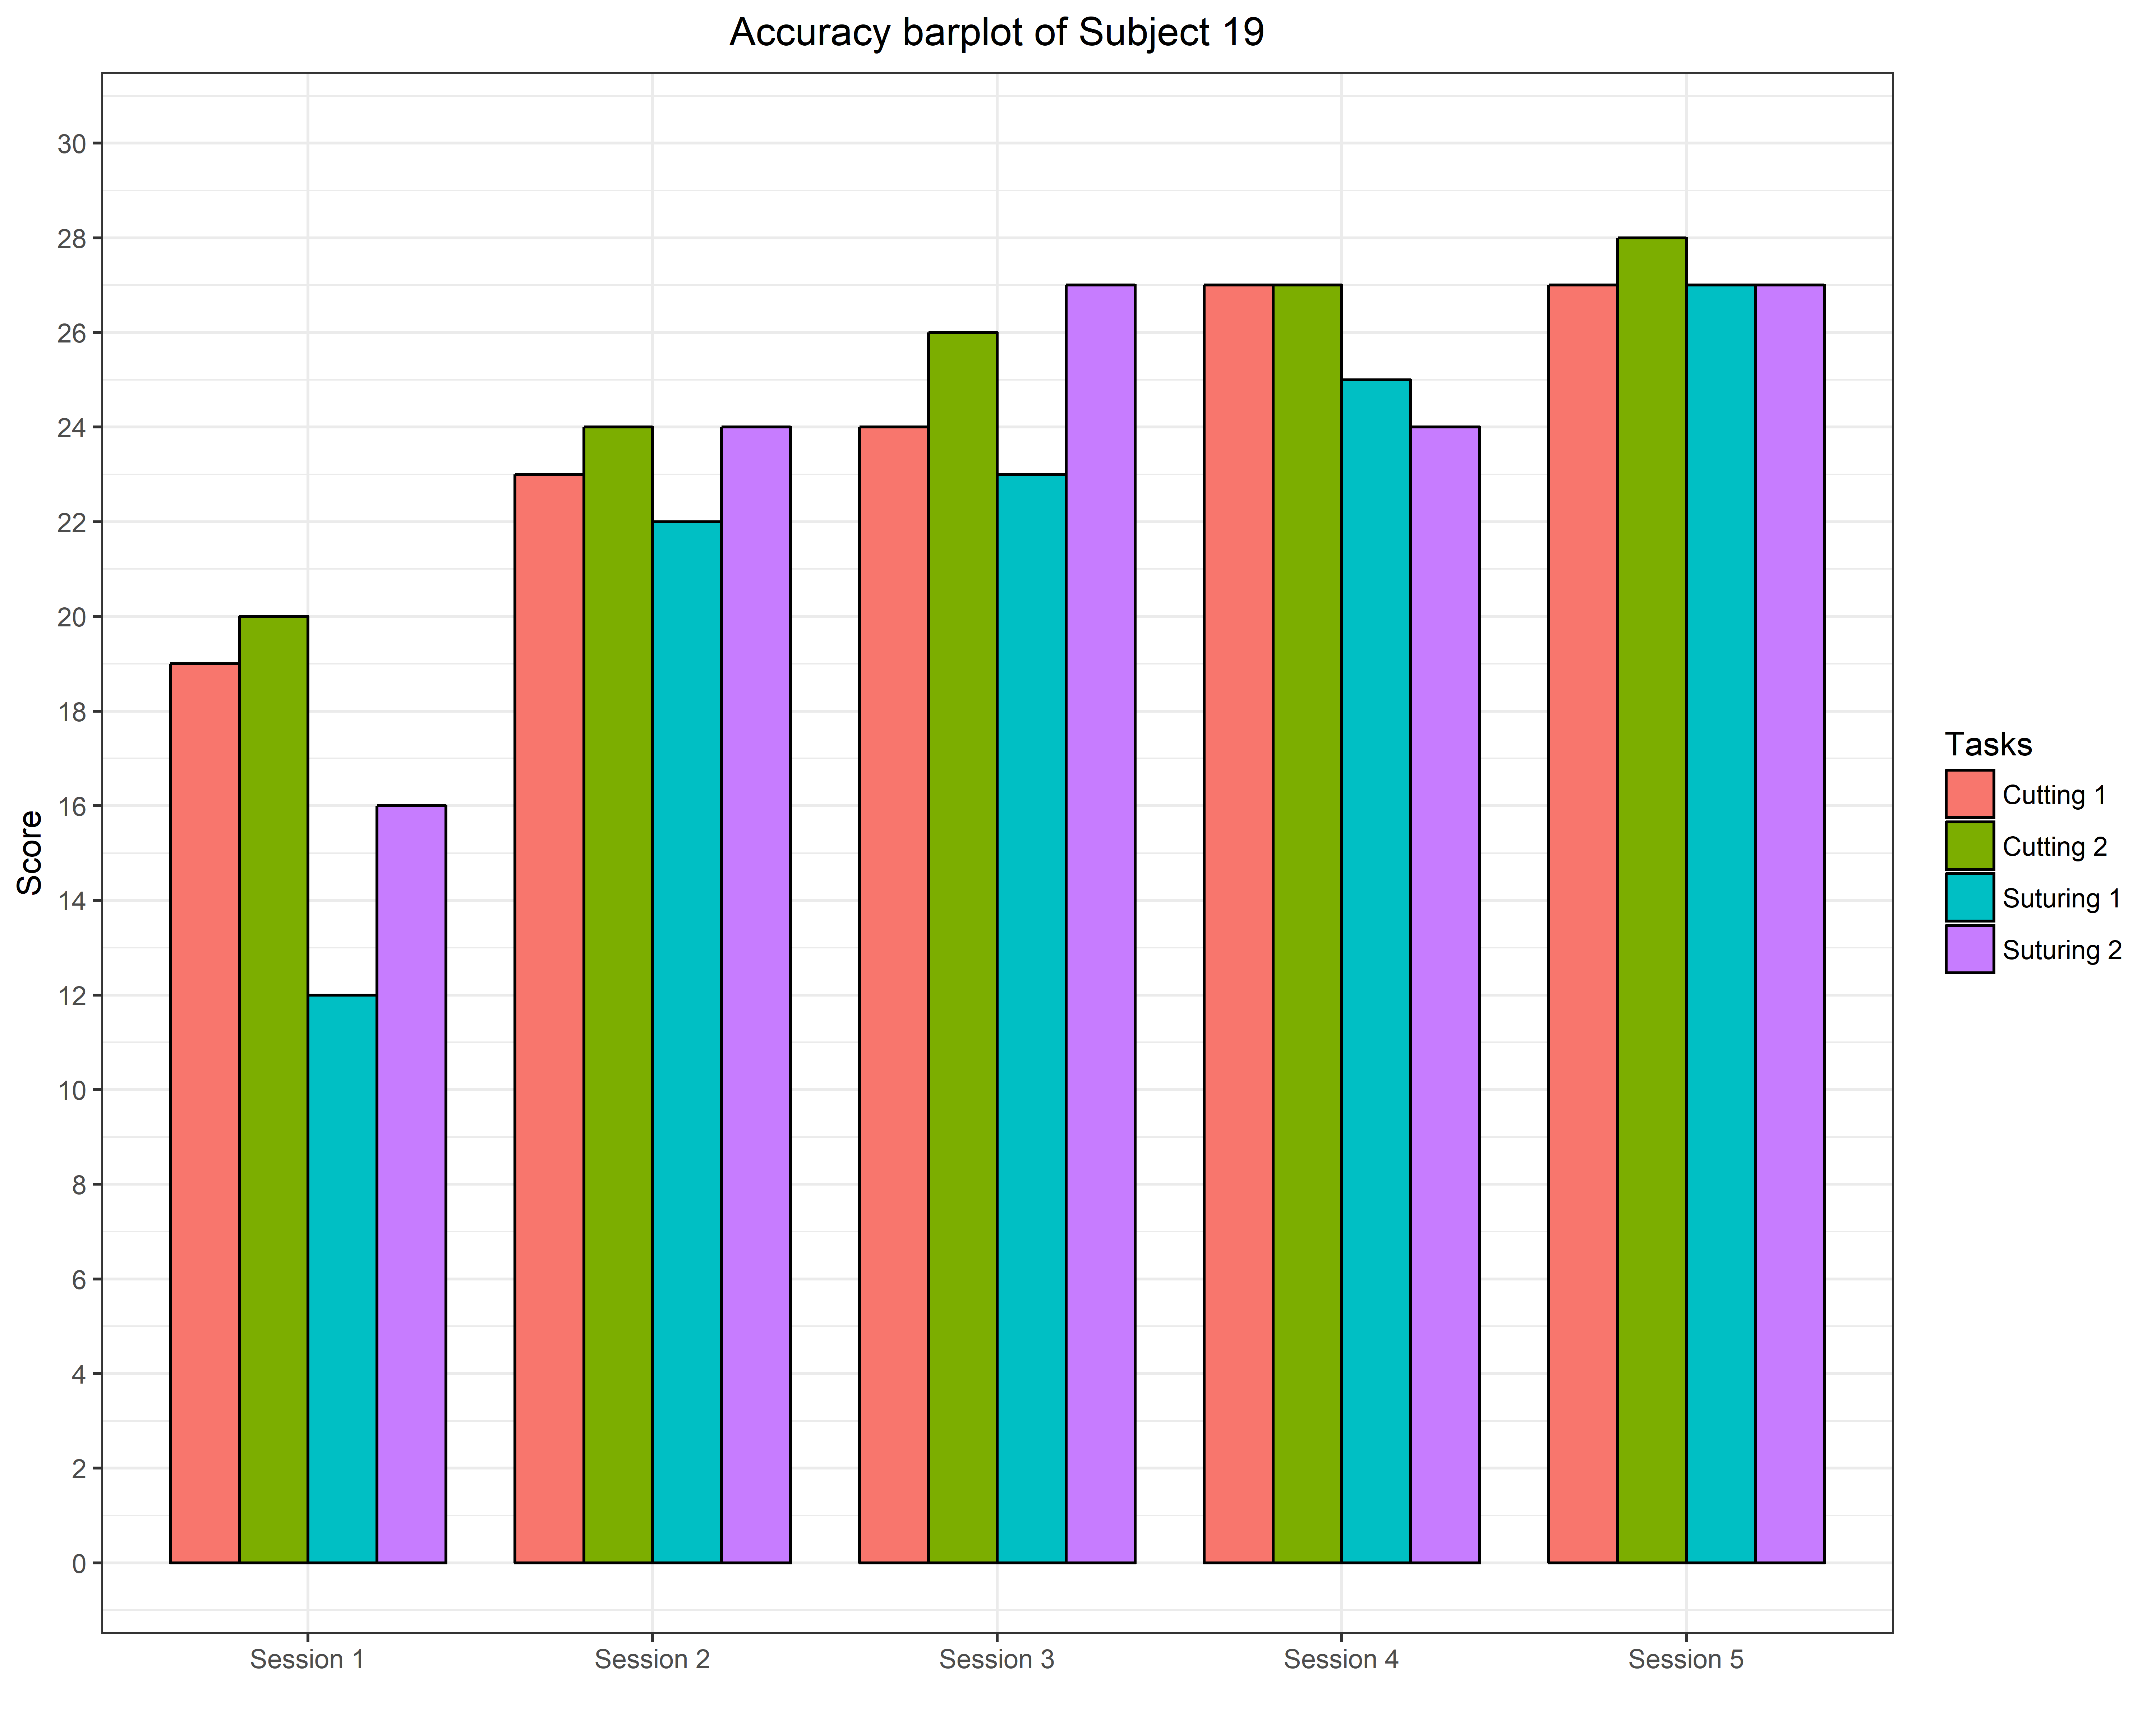 Accuracy barplot of Subject 19
Score
30
28
26
24
22
20
18
16
14
12
10
8
6
4
2
0
Session 1
Session 2
Session 3
Session 4
Session 5
Tasks
Cutting 1
Cutting 2
Suturing 1
Suturing 2